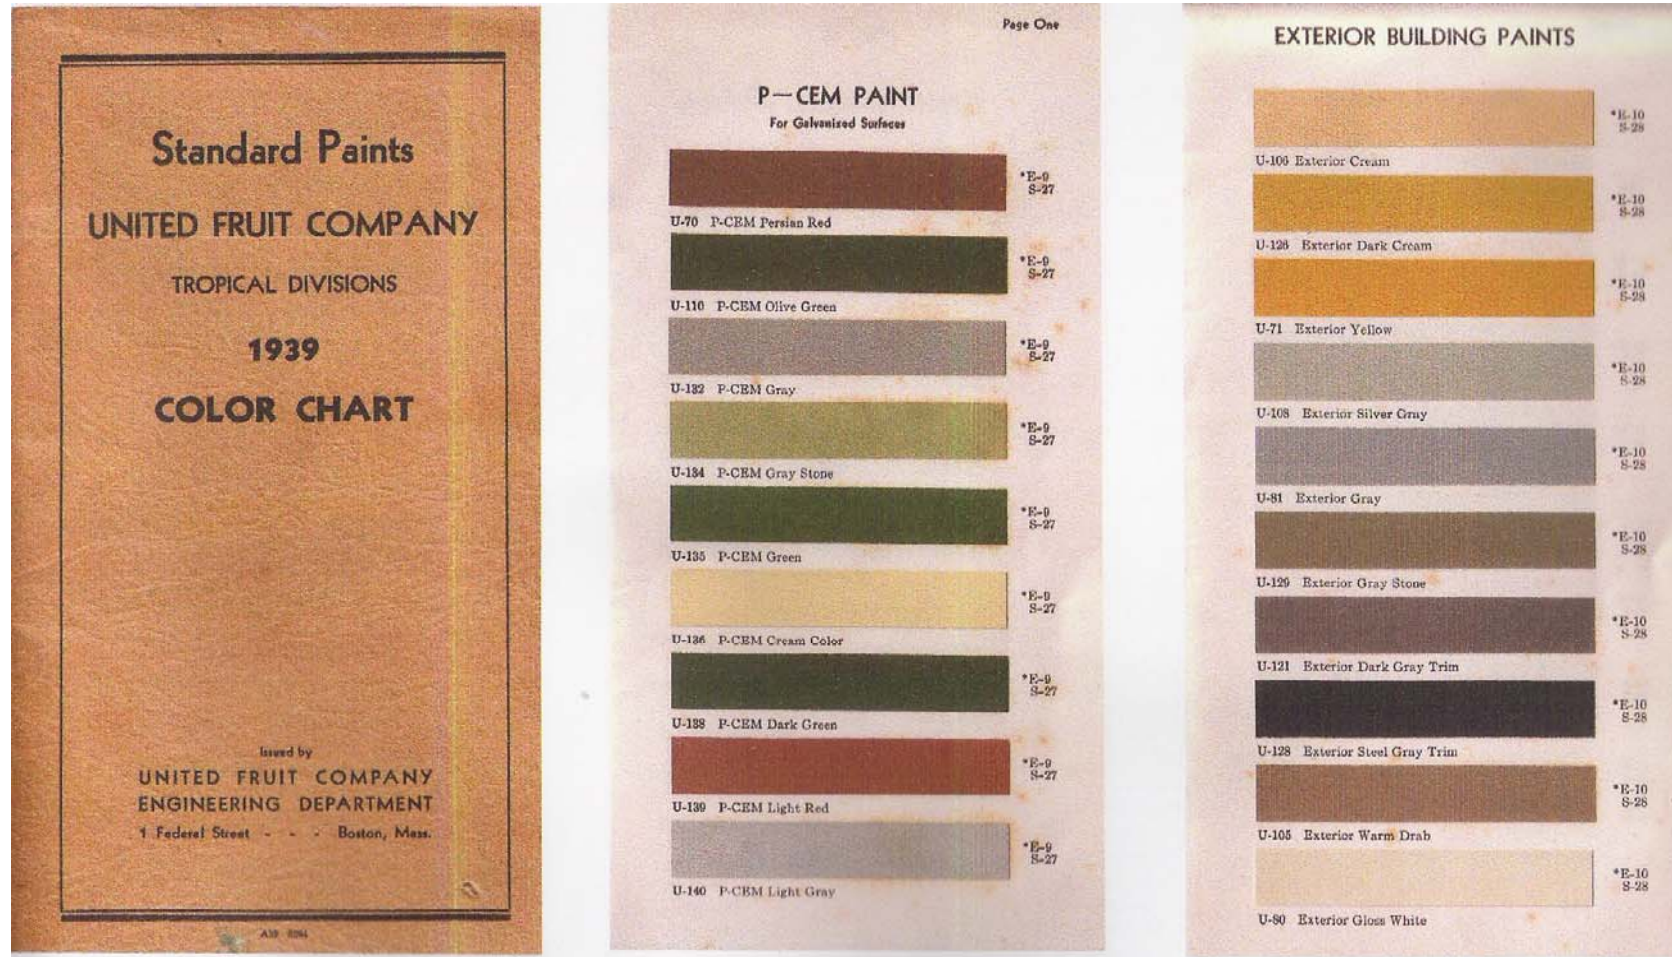 Standard Paints
UNITED FRUIT COMPANY
TROPICAL DIVISIONS
1939
COLOR CHART
Issued by
UNITED FRUIT COMPANY
ENGINEERING DEPARTMENT
1 Federal Street - - - Boston, Mass.
Page One
P—CEM PAINT
For Galvanized Surfaces
*E-9
S-27
U-70 P-CEM Persian Red
*E-9
S-27
U-110 P-CEM Olive Green
*E-9
S-27
U-132 P-CEM Gray
*E-9
S-27
U-134 P-CEM Gray Stone
*E-9
S-27
U-135 P-CEM Green
*E-9
S-27
U-136 P-CEM Cream Color
*E-9
S-27
U-138 P-CEM Dark Green
*E-9
S-27
U-139 P-CEM Light Red
*E-9
S-27
U-140 P-CEM Light Gray
EXTERIOR BUILDING PAINTS
*E-10
S-28
U-106 Exterior Cream
*E-10
S-28
U-126 Exterior Dark Cream
*E-10
S-28
U-71 Exterior Yellow
*E-10
S-28
U-108 Exterior Silver Gray
*E-10
S-28
U-81 Exterior Gray
*E-10
S-28
U-129 Exterior Gray Stone
*E-10
S-28
U-121 Exterior Dark Gray Trim
*E-10
S-28
U-128 Exterior Steel Gray Trim
*E-10
S-28
U-105 Exterior Warm Drab
*E-10
S-28
U-80 Exterior Gloss White